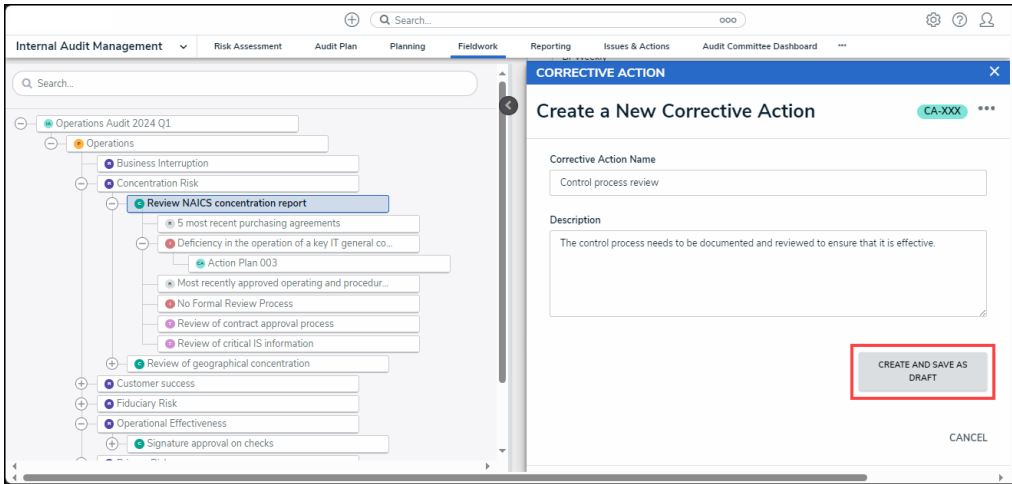 Search...
Internal Audit Management
Risk Assessment
Audit Plan
Planning
Fieldwork
Reporting
Issues & Actions
Audit Committee Dashboard
Search...
IA Operations Audit 2024 Q1
P Operations
R Business Interruption
R Concentration Risk
C Review NAICS concentration report
R 5 most recent purchasing agreements
I Deficiency in the operation of a key IT general co...
CA Action Plan 003
R Most recently approved operating and procedur...
I No Formal Review Process
T Review of contract approval process
T Review of critical IS information
C Review of geographical concentration
R Customer success
R Fiduciary Risk
R Operational Effectiveness
C Signature approval on checks
CORRECTIVE ACTION
Create a New Corrective Action
CA-XXX
Corrective Action Name
Control process review
Description
The control process needs to be documented and reviewed to ensure that it is effective.
CREATE AND SAVE AS
DRAFT
CANCEL